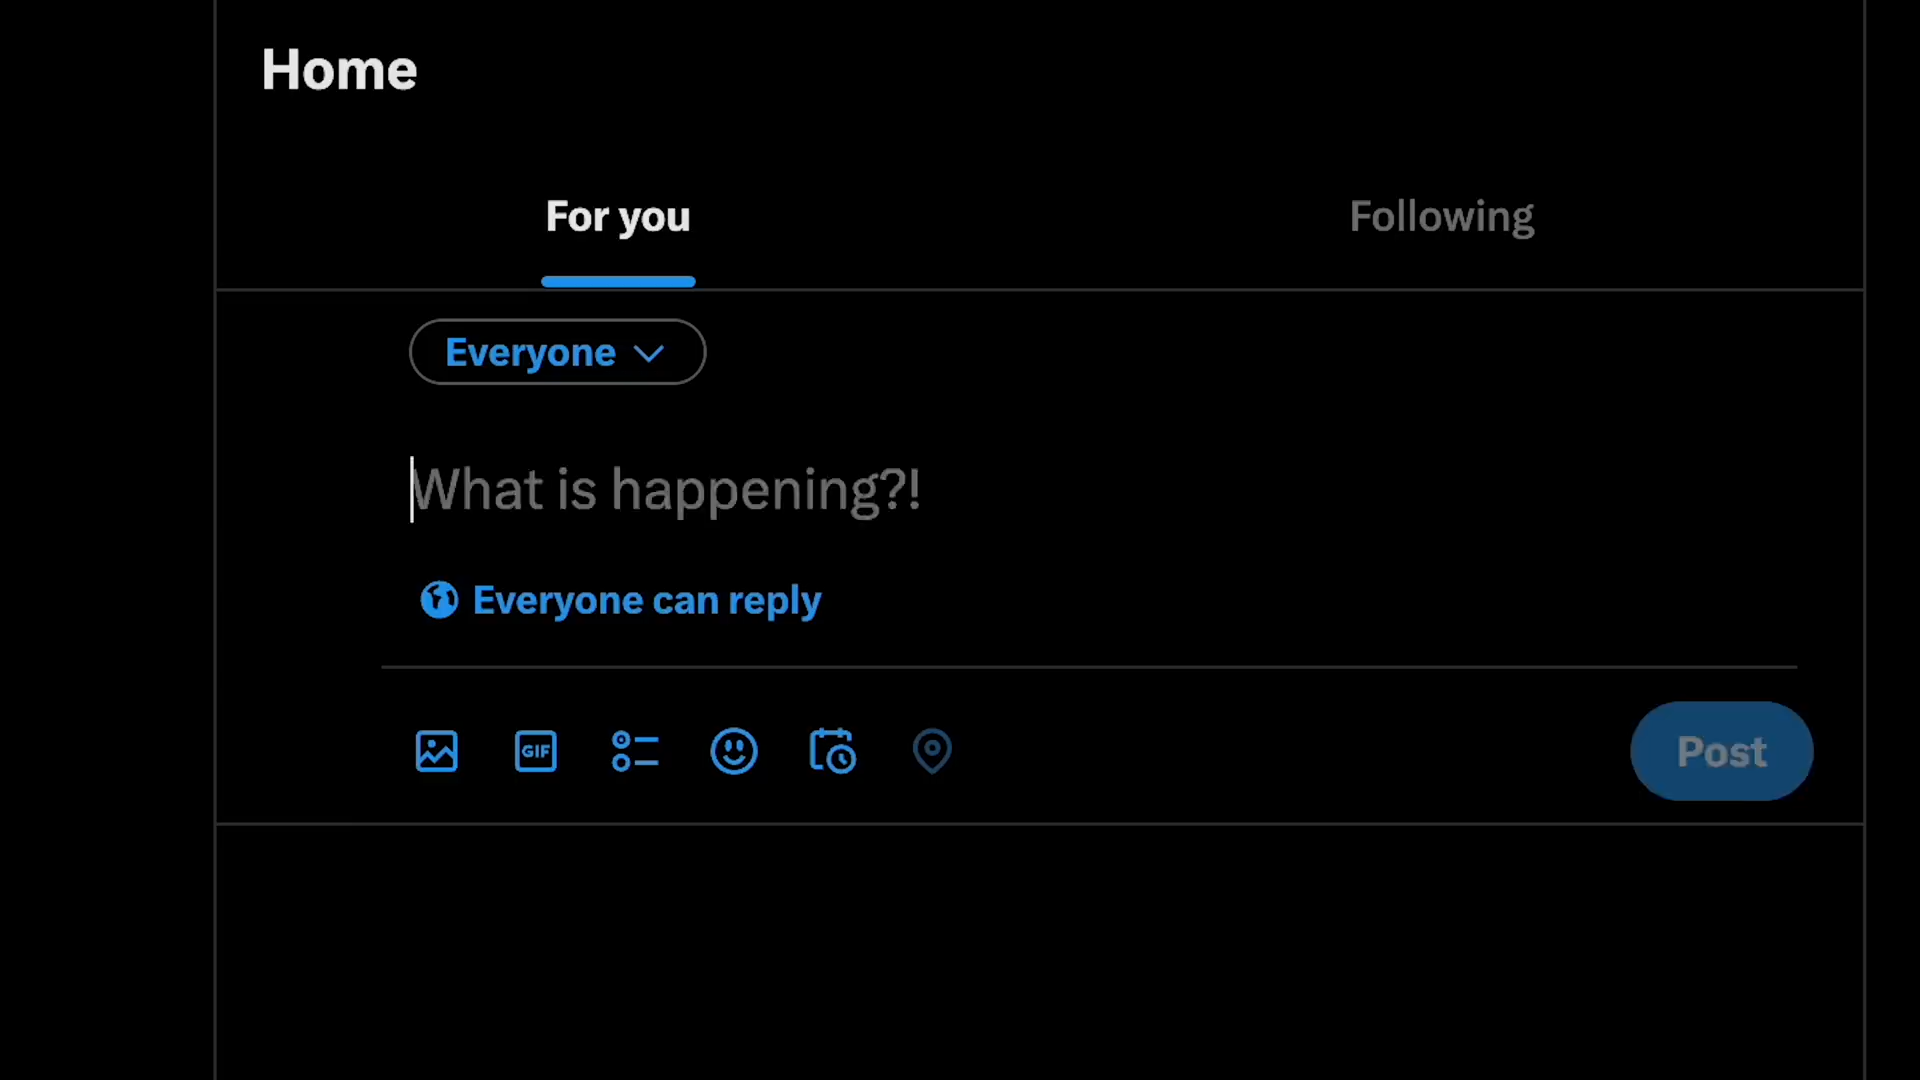 Home
For you Following
Everyone
What is happening?!
Everyone can reply
GIF
Post